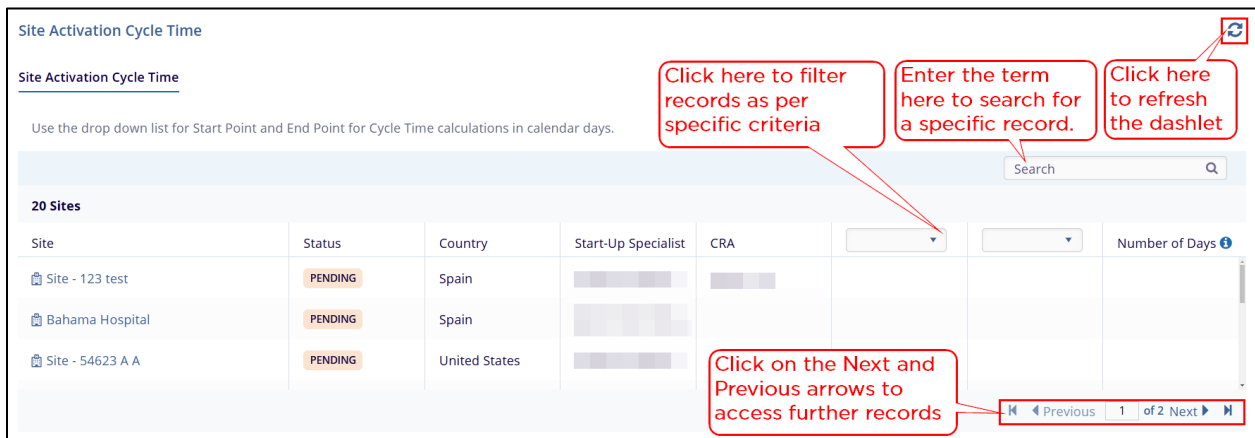 Site Activation Cycle Time
Site Activation Cycle Time
Click here to filter
records as per
specific criteria
Enter the term
here to search for
a specific record.
Click here
to refresh
the dashlet
Use the drop down list for Start Point and End Point for Cycle Time calculations in calendar days.
Search
20 Sites
Site Status Country Start-Up Specialist CRA Number of Days
Site - 123 test PENDING Spain
Bahama Hospital PENDING Spain
Site - 54623 A A PENDING United States
Click on the Next and
Previous arrows to
access further records
Previous 1 of 2 Next